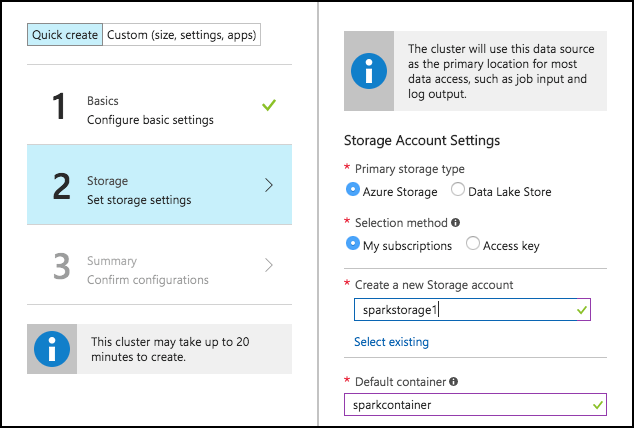 Quick create Custom (size, settings, apps)
1 Basics
Configure basic settings
2 Storage
Set storage settings
3 Summary
Confirm configurations
This cluster may take up to 20
minutes to create.
The cluster will use this data source
as the primary location for most
data access, such as job input and
log output.
Storage Account Settings
* Primary storage type
Azure Storage Data Lake Store
* Selection method
My subscriptions Access key
* Create a new Storage account
sparkstorage1
Select existing
* Default container
sparkcontainer